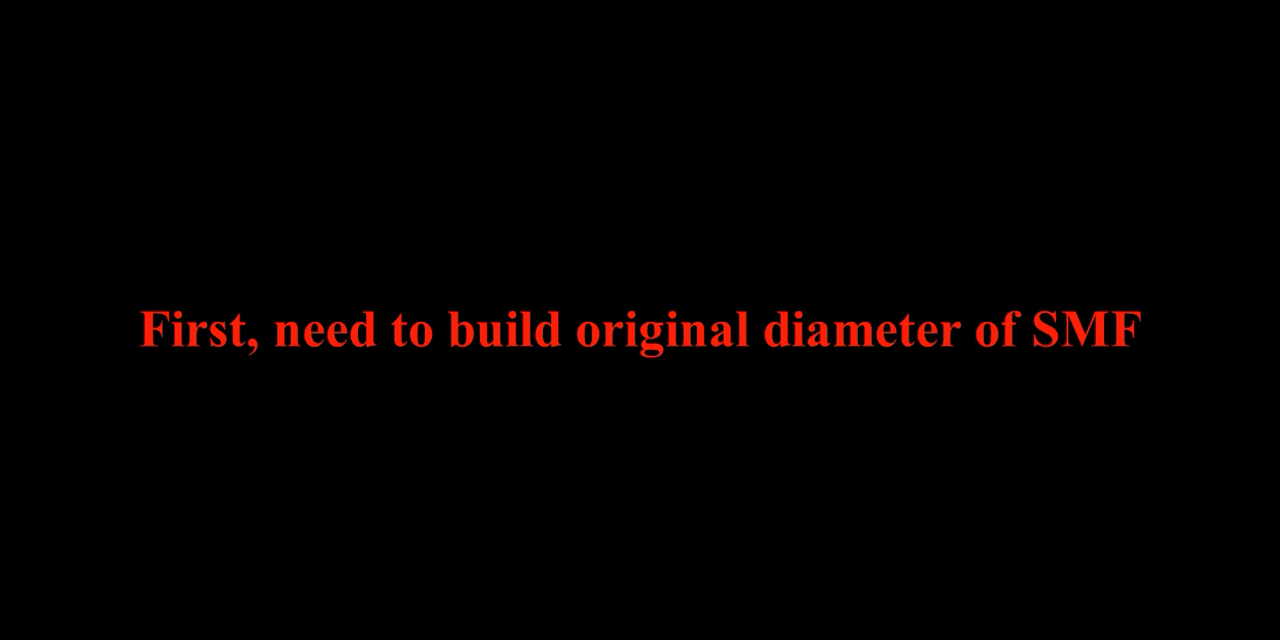 First, need to build original diameter of SMF